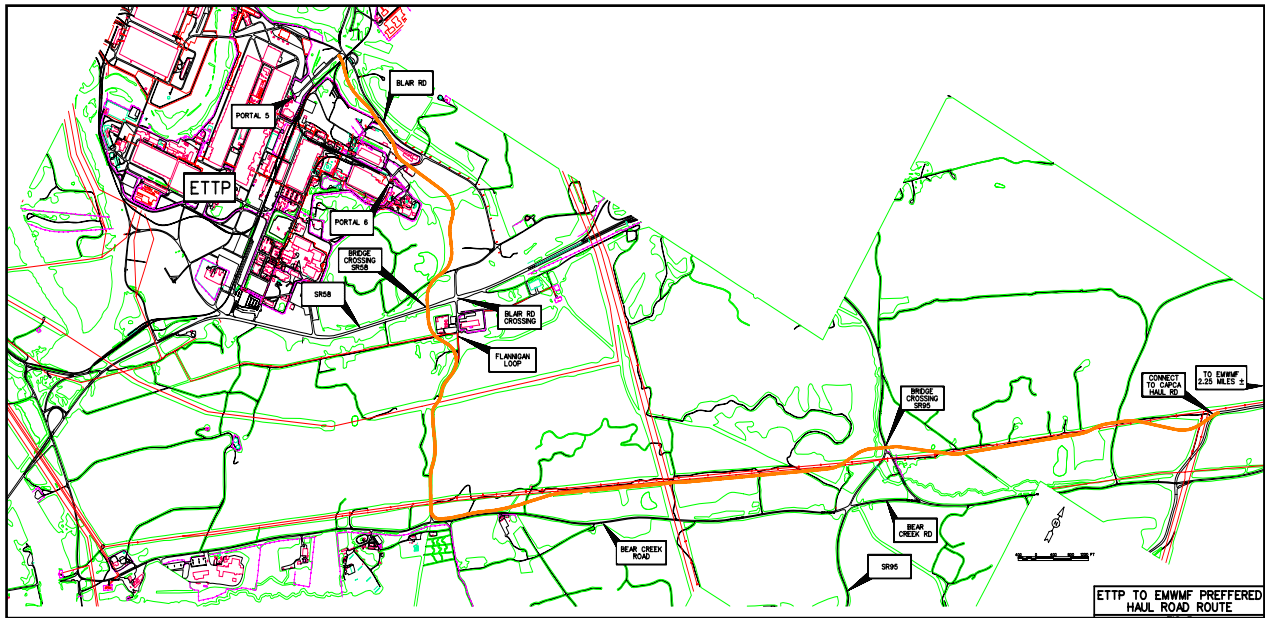 BLAIR RD
PORTAL 5
ETTP
PORTAL 6
BRIDGE
CROSSING
SR58
SR58
BLAIR RD
CROSSING
FLANNIGAN
LOOP
BRIDGE
CROSSING
SR95
CONNECT
TO CAPCA
HAUL RD
TO EMWMF
2.25 MILES ±
BEAR CREEK
ROAD
BEAR
CREEK RD
SR95
ETTP TO EMWMF PREFFERED
HAUL ROAD ROUTE